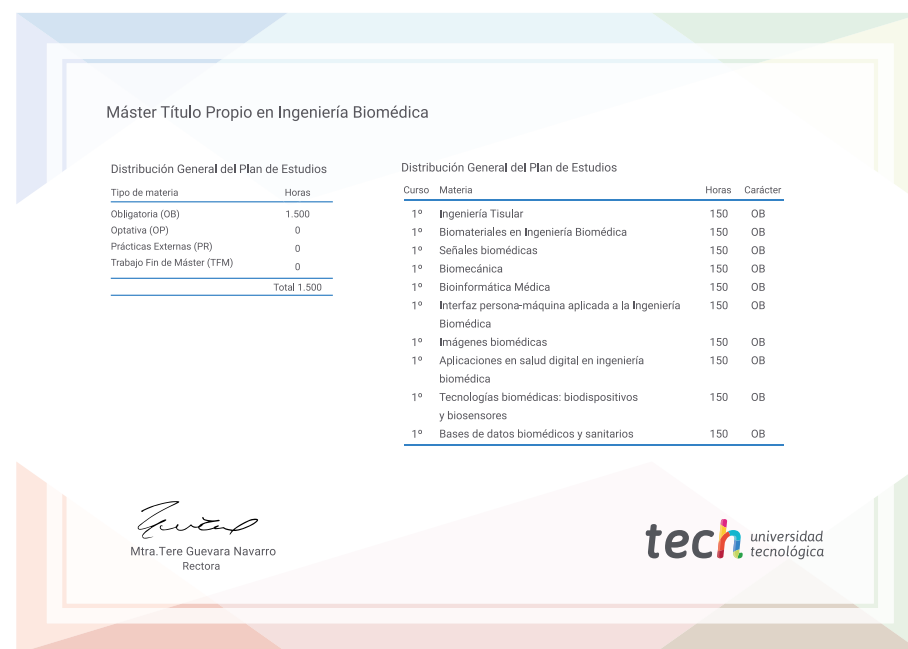 Máster Título Propio en Ingeniería Biomédica
Distribución General del Plan de Estudios
Tipo de materia Horas
Obligatoria (OB) 1.500
Optativa (OP) 0
Prácticas Externas (PR) 0
Trabajo Fin de Máster (TFM) 0
Total 1.500
Distribución General del Plan de Estudios
Curso Materia Horas Carácter
1º Ingeniería Tisular 150 OB
1º Biomateriales en Ingeniería Biomédica 150 OB
1º Señales biomédicas 150 OB
1º Biomecánica 150 OB
1º Bioinformática Médica 150 OB
1º Interfaz persona-máquina aplicada a la Ingeniería 150 OB
Biomédica
1º Imágenes biomédicas 150 OB
1º Aplicaciones en salud digital en ingeniería 150 OB
biomédica
1º Tecnologías biomédicas: biodispositivos 150 OB
y biosensores
1º Bases de datos biomédicos y sanitarios 150 OB
Mtra.Tere Guevara Navarro
Rectora
tech universidad
tecnológica